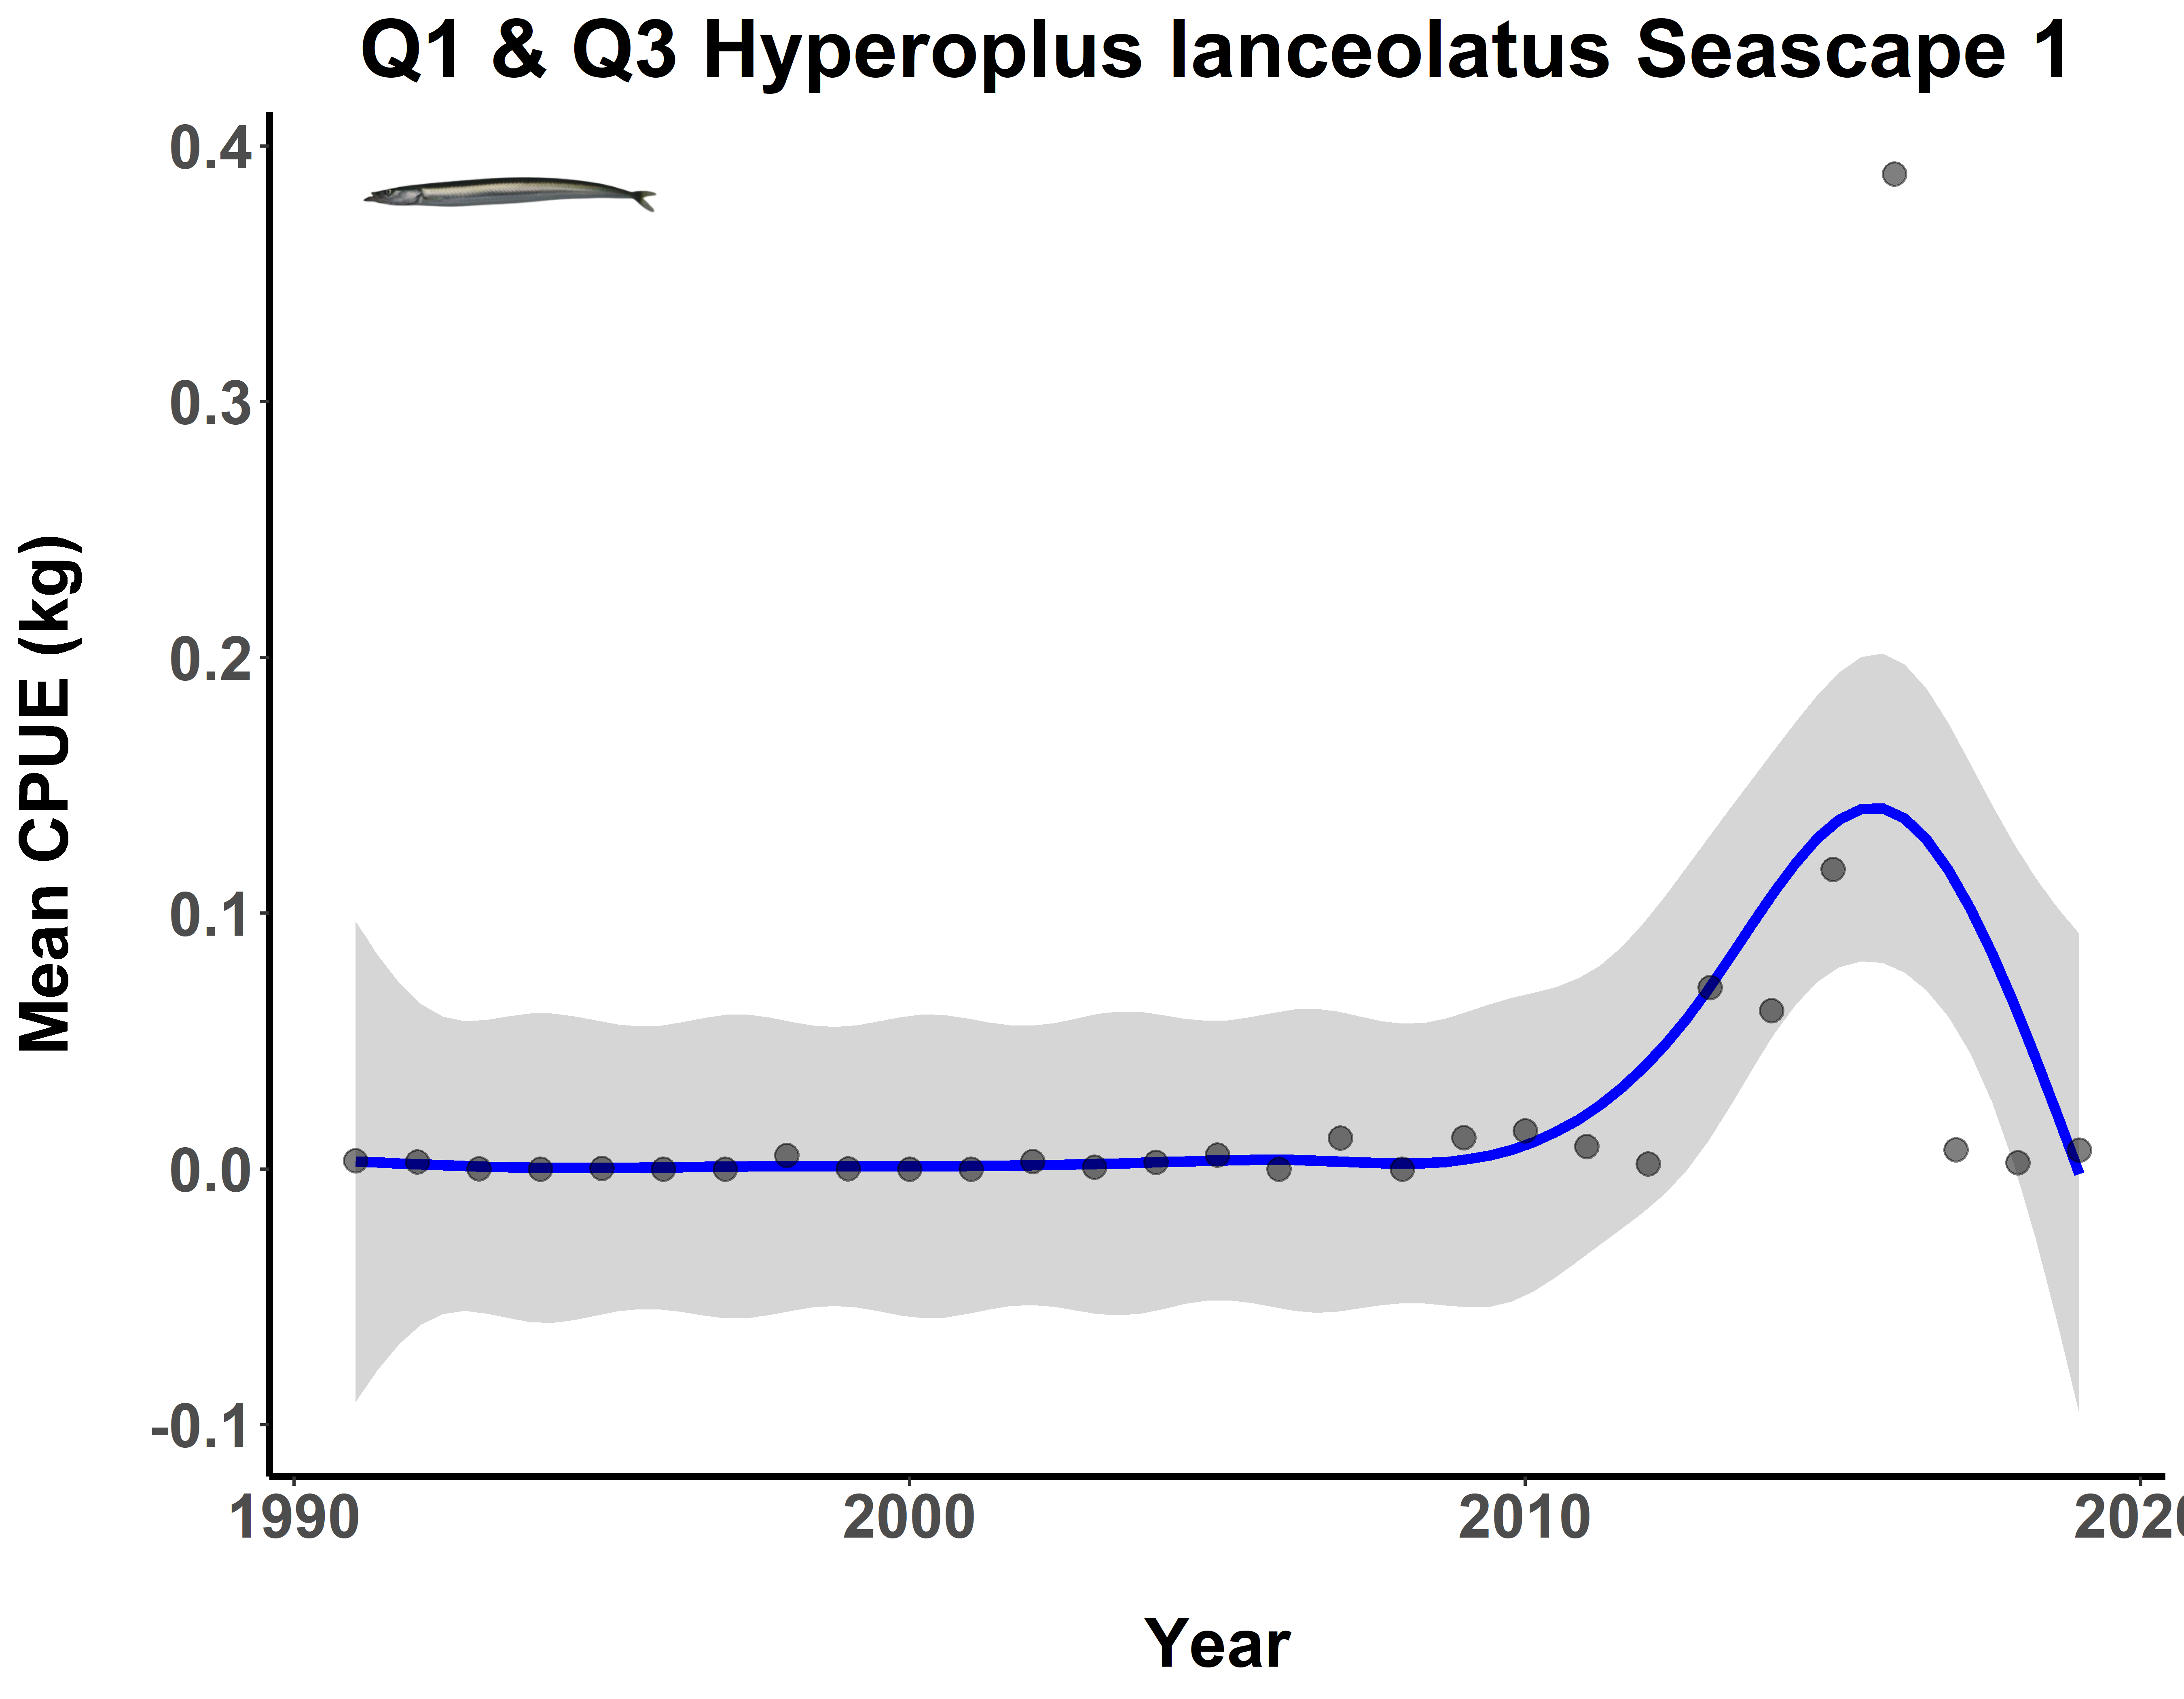 Q1 & Q3 Hyperoplus lanceolatus Seascape 1
0.4
0.3
0.2
0.1
0.0
-0.1
Mean CPUE (kg)
1990 2000 2010 2020
Year